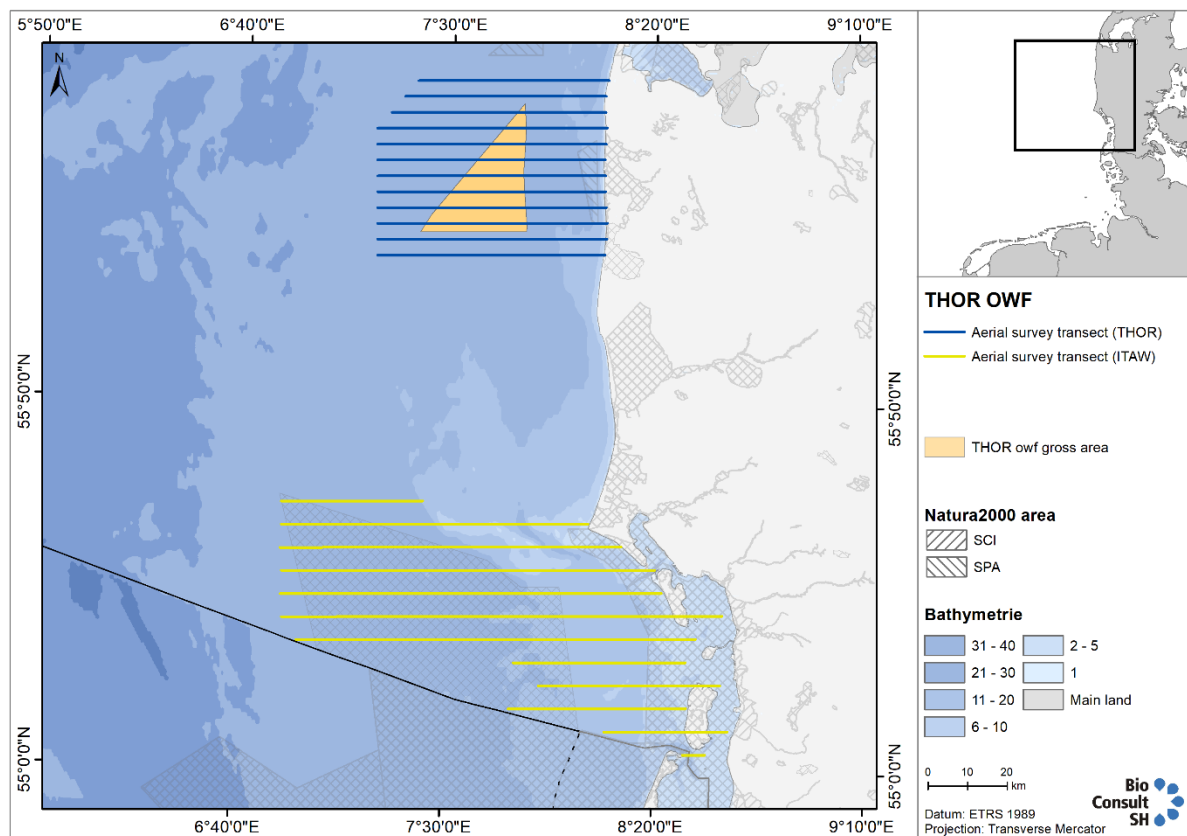 5°50'0"E 6°40'0"E 7°30'0"E 8°20'0"E 9°10'0"E
N
55°50'0"N
55°50'0"N
55°0'0"N
55°0'0"N
6°40'0"E 7°30'0"E 8°20'0"E 9°10'0"E
THOR OWF
Aerial survey transect (THOR)
Aerial survey transect (ITAW)
THOR owf gross area
Natura2000 area
SCI
SPA
Bathymetrie
31 - 40 2 - 5
21 - 30 1
11 - 20 Main land
6 - 10
0 10 20
km
Datum: ETRS 1989
Projection: Transverse Mercator
Bio
Consult
SH